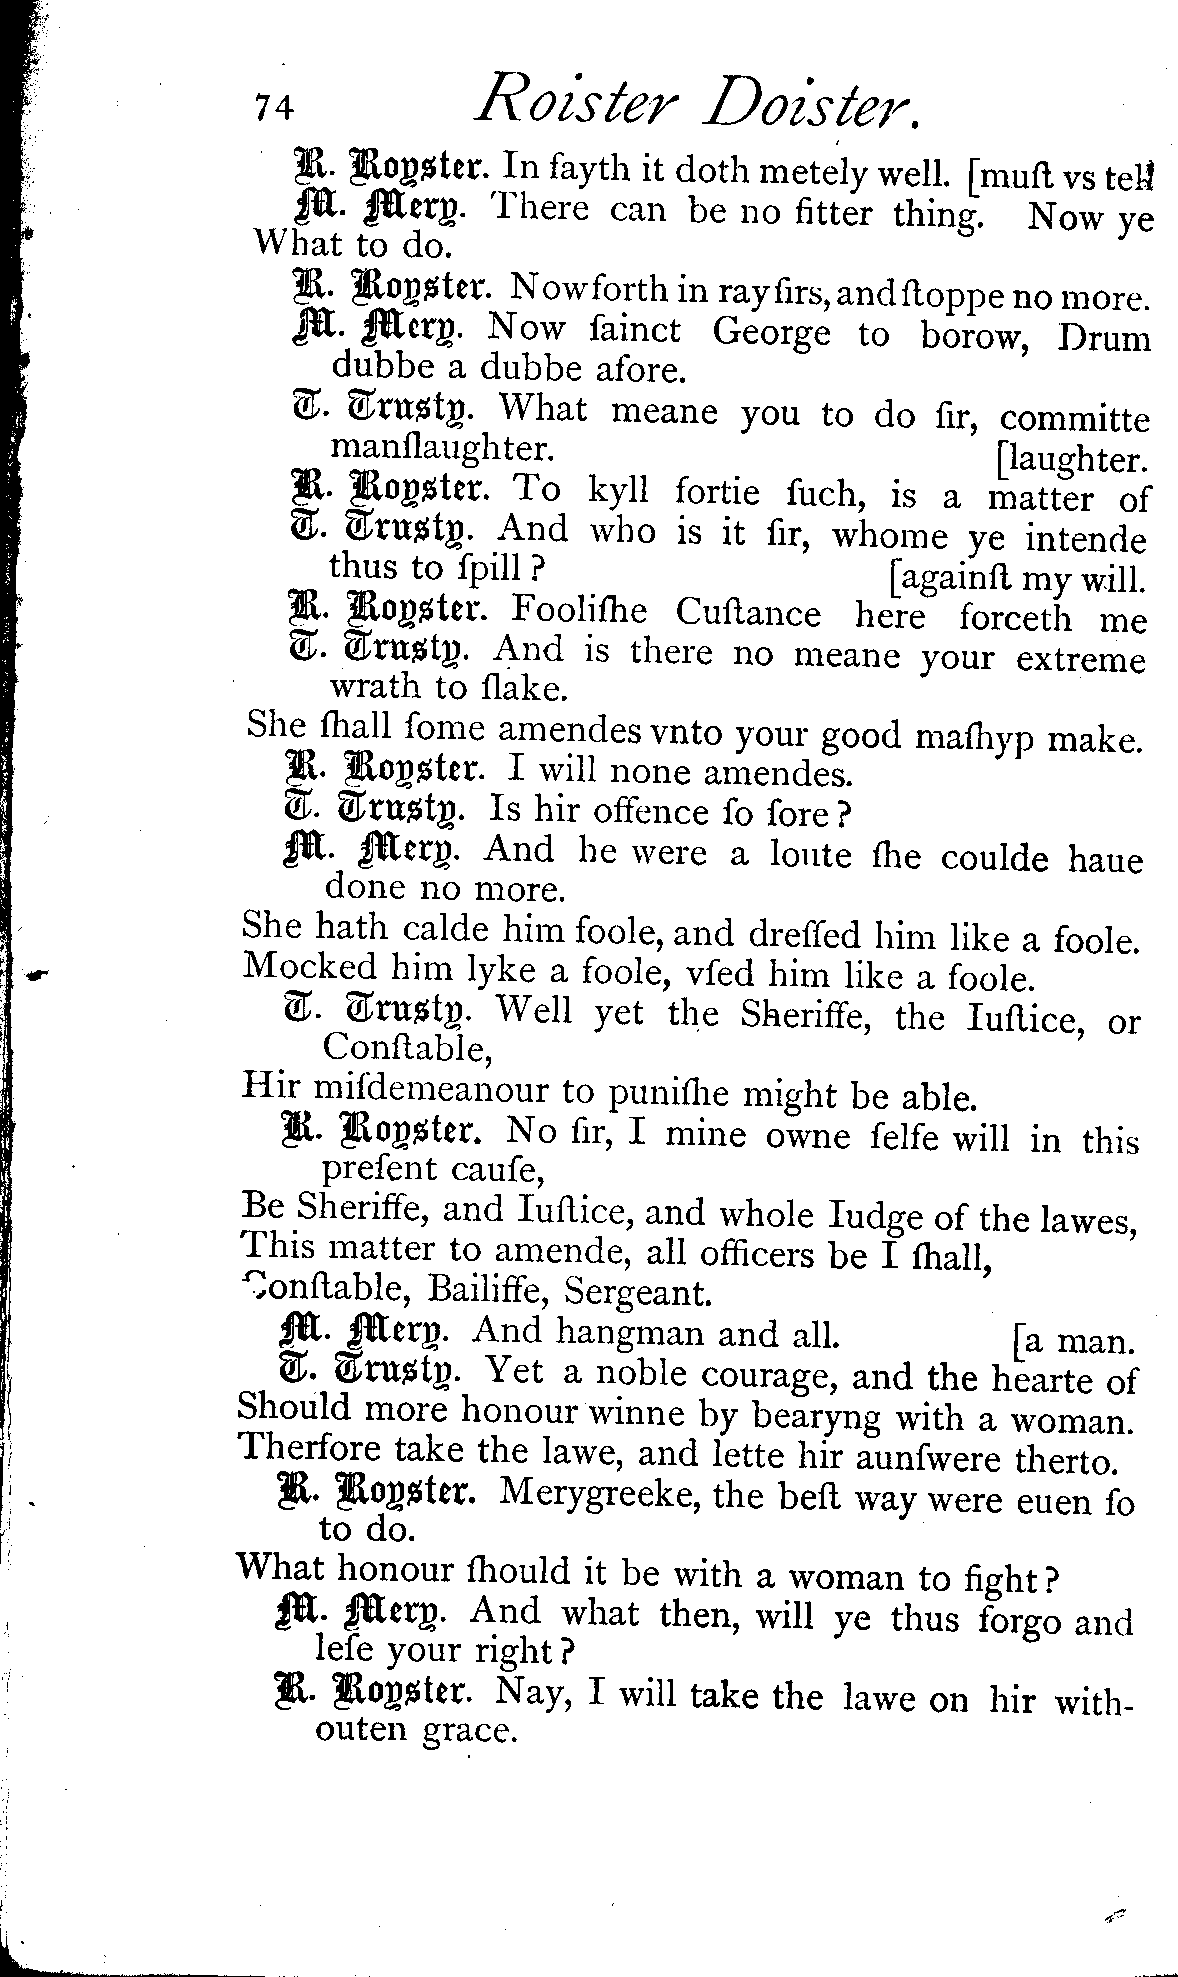 74 Roister Doister.
R. Royster. In fayth it doth metely well. [muſt vs tell
M. Mery. There can be no fitter thing. Now ye
What to do.
R. Royster. Now forth in ray ſirs, and ſtoppe no more.
M. Mery. Now ſainct George to borow, Drum
dubbe a dubbe afore.
T. Trusty. What meane you to do ſir, committe
manſlaughter. [laughter.
R. Royster. To kyll fortie ſuch, is a matter of
T. Trusty. And who is it ſir, whome ye intende
thus to ſpill? [againſt my will.
R. Royster. Fooliſhe Cuſtance here forceth me
T. Trusty. And is there no meane your extreme
wrath to ſlake.
She ſhall ſome amendes vnto your good maſhyp make.
R. Royster. I will none amendes.
T. Trusty. Is hir offence ſo ſore?
M. Mery. And he were a loute ſhe coulde haue
done no more.
She hath calde him foole, and dreſſed him like a foole.
Mocked him lyke a foole, vſed him like a foole.
T. Trusty. Well yet the Sheriffe, the Iuſtice, or
Conſtable,
Hir miſdemeanour to puniſhe might be able.
R. Royster. No ſir, I mine owne ſelfe will in this
preſent cauſe,
Be Sheriffe, and Iuſtice, and whole Iudge of the lawes,
This matter to amende, all officers be I ſhall,
Conſtable, Bailiffe, Sergeant.
M. Mery. And hangman and all. [a man.
T. Trusty. Yet a noble courage, and the hearte of
Should more honour winne by bearyng with a woman.
Therfore take the lawe, and lette hir aunſwere therto.
R. Royster. Merygreeke, the beſt way were euen ſo
to do.
What honour ſhould it be with a woman to fight?
M. Mery. And what then, will ye thus forgo and
leſe your right?
R. Royster. Nay, I will take the lawe on hir with-
outen grace.